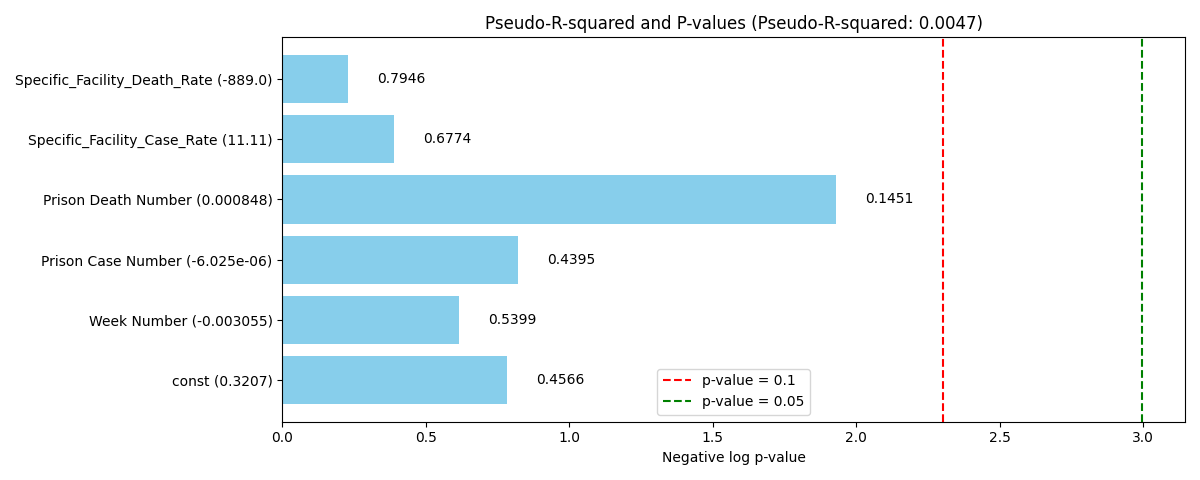 Pseudo-R-squared and P-values (Pseudo-R-squared: 0.0047)
Specific_Facility_Death_Rate (-889.0)
0.7946
Specific_Facility_Case_Rate (11.11)
0.6774
Prison Death Number (0.000848)
0.1451
Prison Case Number (-6.025e-06)
0.4395
Week Number (-0.003055)
0.5399
const (0.3207)
0.4566
p-value = 0.1
p-value = 0.05
0.0
0.5
1.0
1.5
2.0
2.5
3.0
Negative log p-value